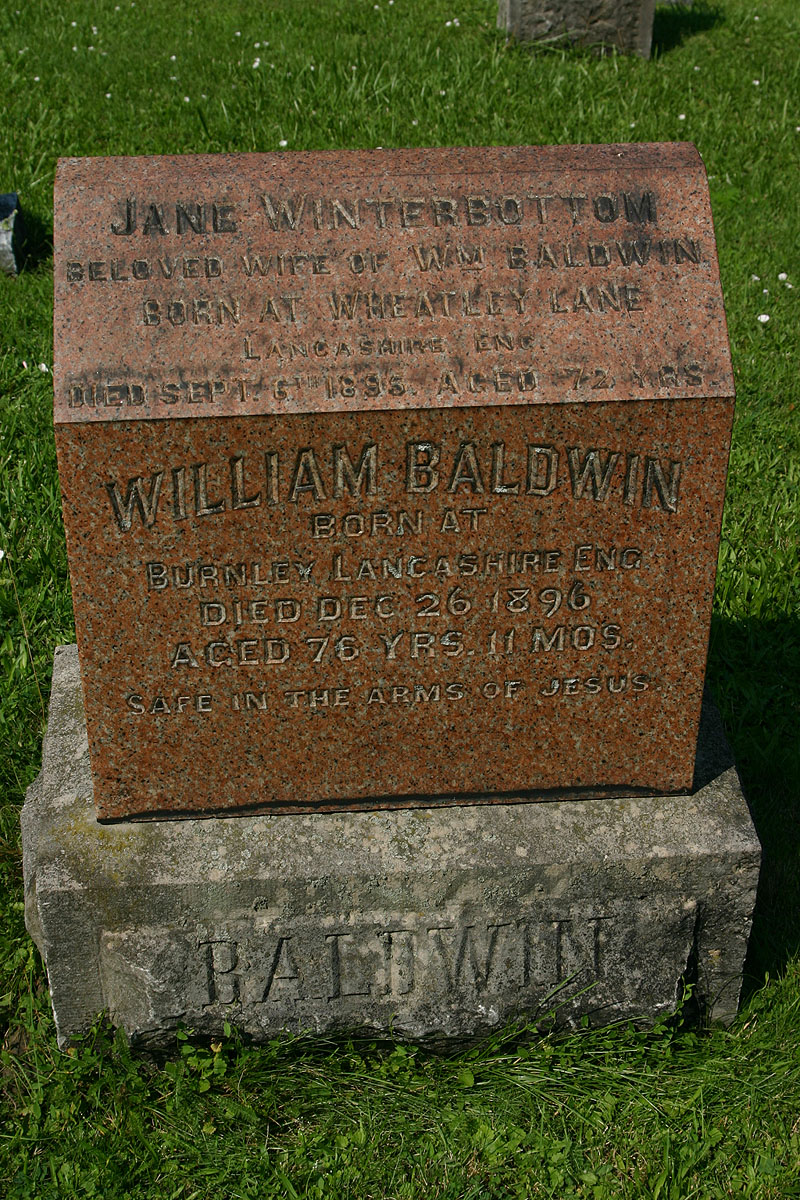 JANE WINTERBOTTOM
BELOVED WIFE OF WM BALDWIN
BORN AT WHEATLEY LANE
LANCASHIRE ENG.
DIED SEPT. 6TH 1895. AGED 72 YRS.
WILLIAM BALDWIN
BORN AT
BURNLEY LANCASHIRE ENG
DIED DEC 26 1896
AGED 76 YRS. 11 MOS.
SAFE IN THE ARMS OF JESUS.
BALDWIN